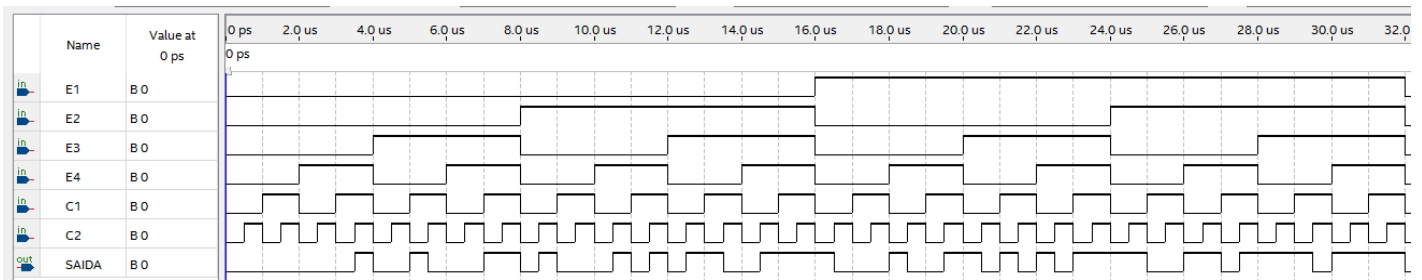 Name
Value at
0 ps
0 ps
2.0 us
4.0 us
6.0 us
8.0 us
10.0 us
12.0 us
14.0 us
16.0 us
18.0 us
20.0 us
22.0 us
24.0 us
26.0 us
28.0 us
30.0 us
32.0
0 ps
in
E1
B 0
in
E2
B 0
in
E3
B 0
in
E4
B 0
in
C1
B 0
in
C2
B 0
out
SAIDA
B 0